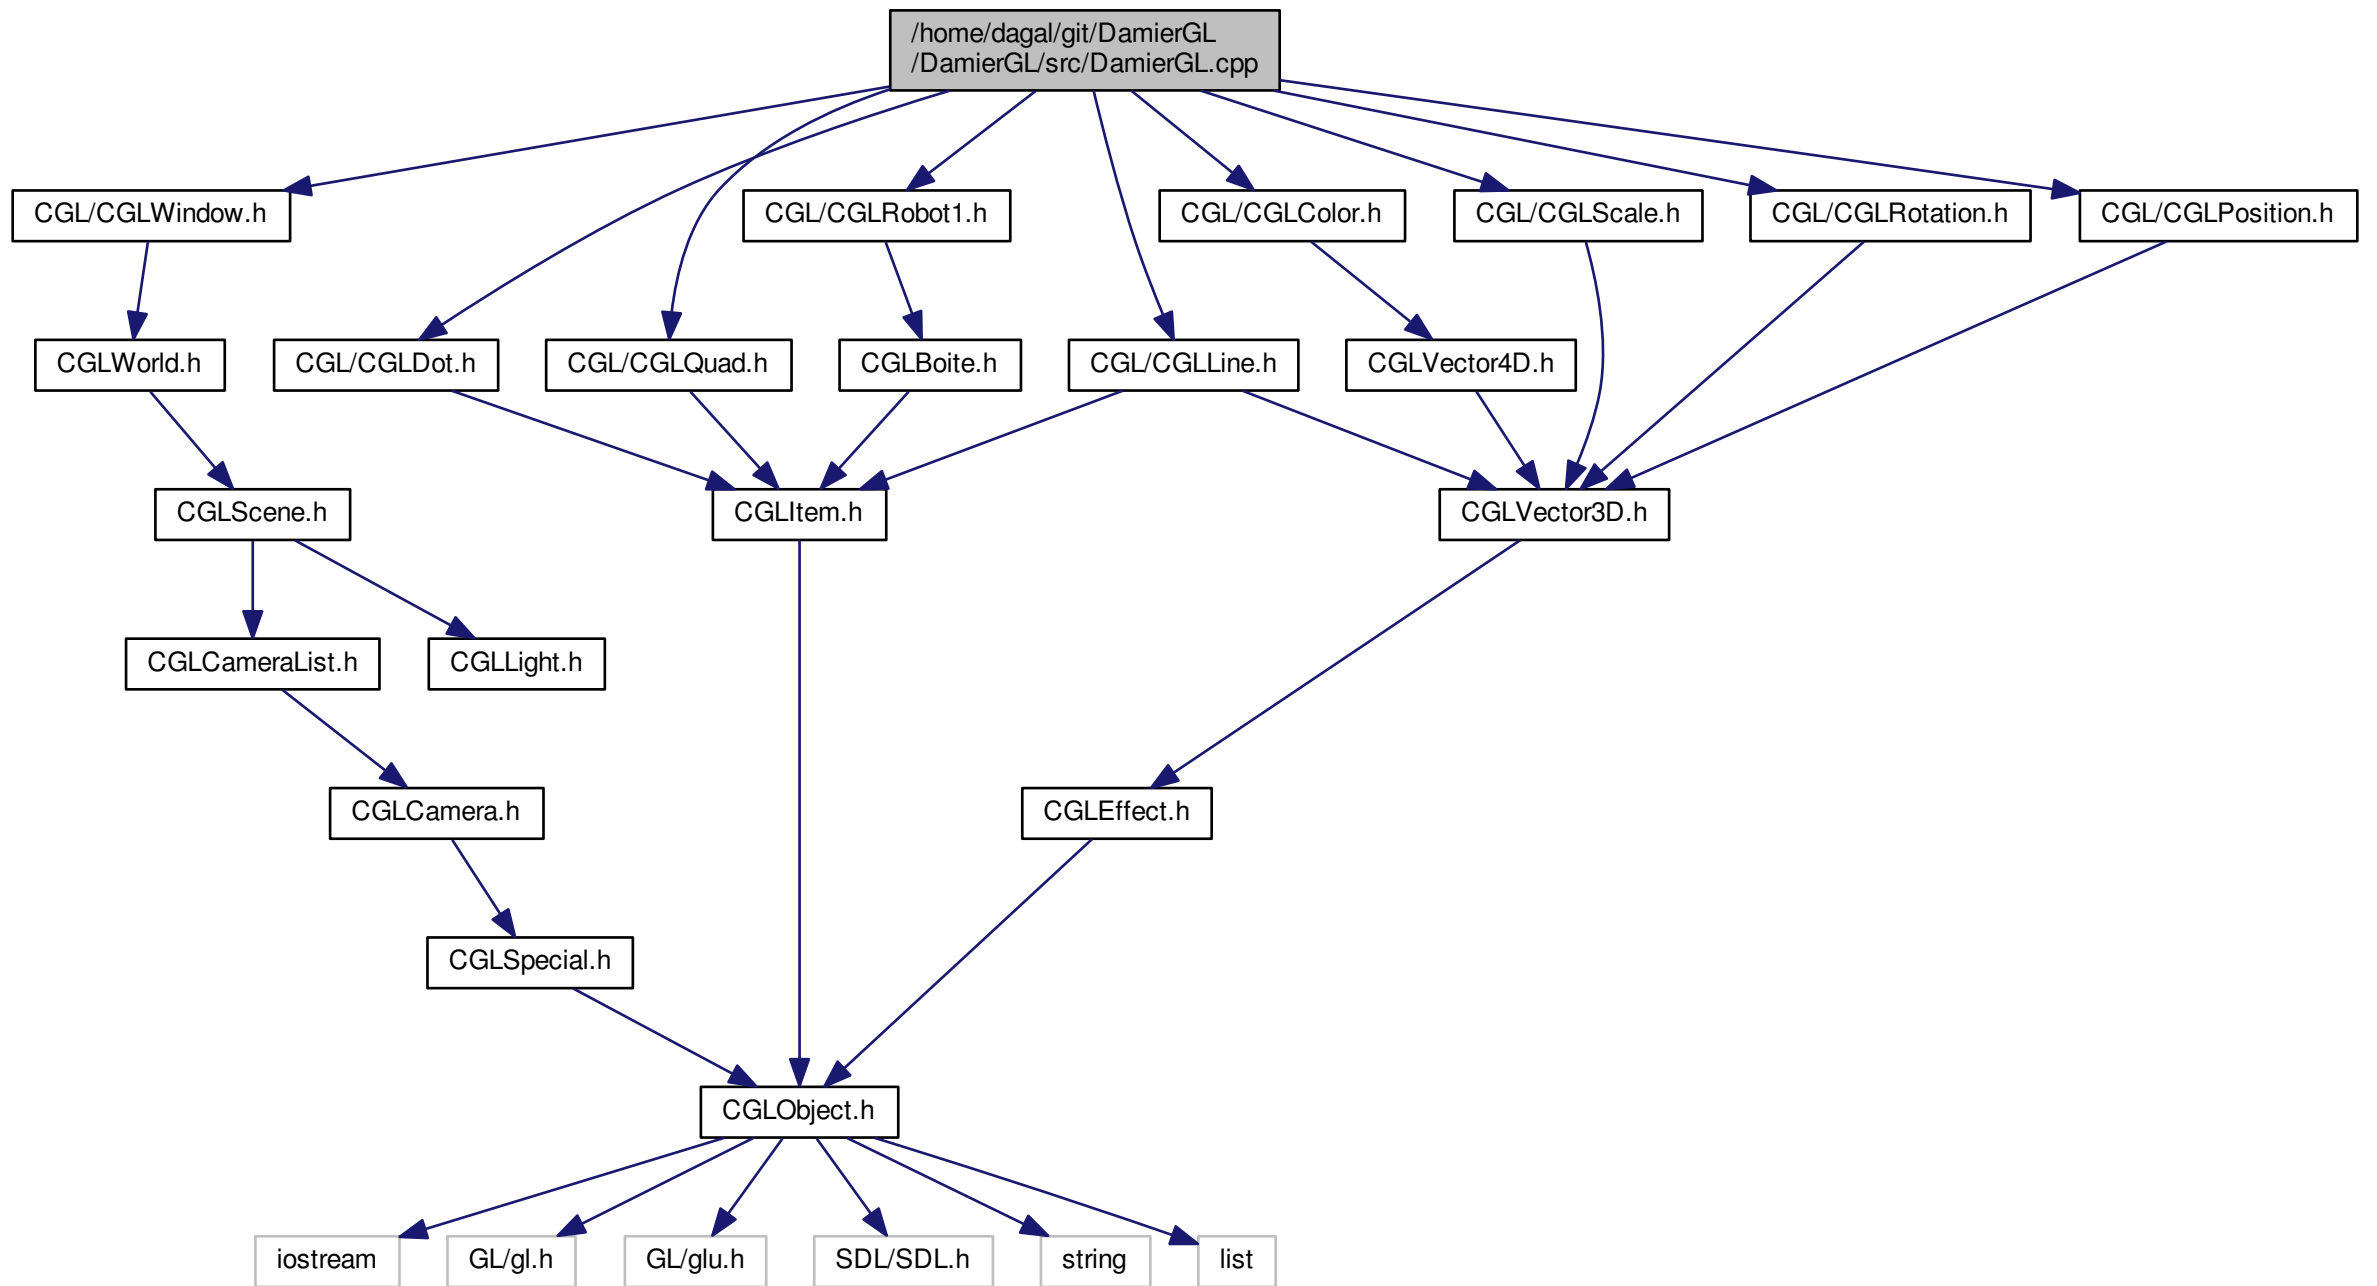 /home/dagal/git/DamierGL
/DamierGL/src/DamierGL.cpp
CGL/CGLWindow.h
CGL/CGLRobot1.h
CGL/CGLColor.h
CGL/CGLScale.h
CGL/CGLRotation.h
CGL/CGLPosition.h
CGLWorld.h
CGL/CGLDot.h
CGL/CGLQuad.h
CGLBoite.h
CGL/CGLLine.h
CGLVector4D.h
CGLScene.h
CGLItem.h
CGLVector3D.h
CGLCameraList.h
CGLLight.h
CGLCamera.h
CGLEffect.h
CGLSpecial.h
CGLObject.h
iostream
GL/gl.h
GL/glu.h
SDL/SDL.h
string
list